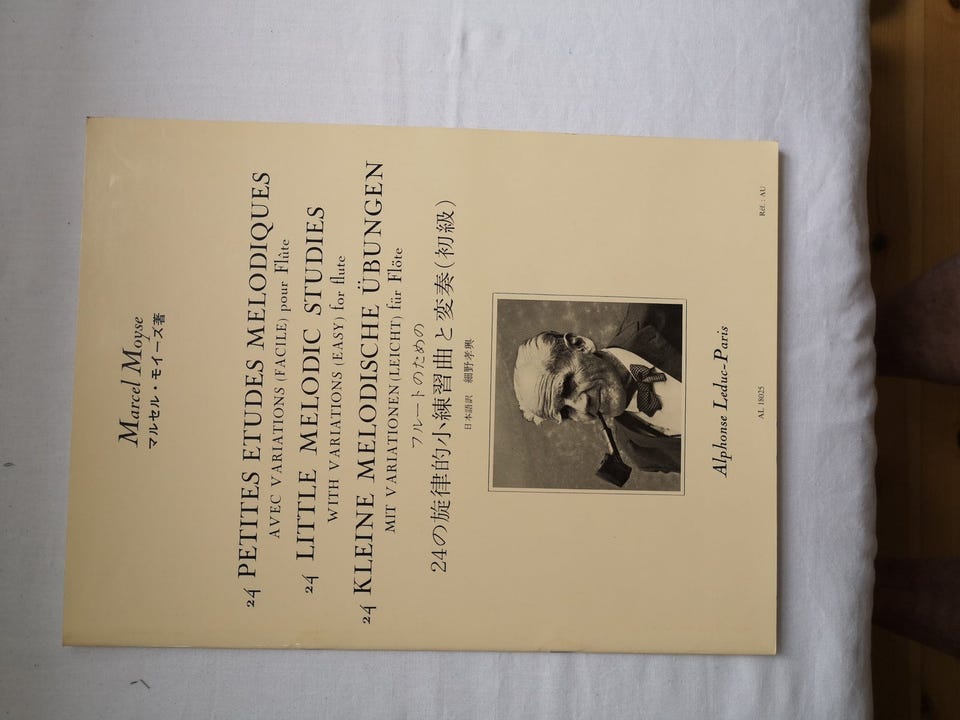 Marcel Moyse
マルセル・モイーズ著
24 PETITES ETUDES MELODIQUES
AVEC VARIATIONS (FACILE) pour Flûte
24 LITTLE MELODIC STUDIES
WITH VARIATIONS (EASY) for flute
24 KLEINE MELODISCHE ÜBUNGEN
MIT VARIATIONEN (LEICHT) für Flöte
フルートのための
24の旋律的小練習曲と変奏(初級)
日本語訳 細野孝興
Alphonse Leduc-Paris
AL 18025
Réf.: AU